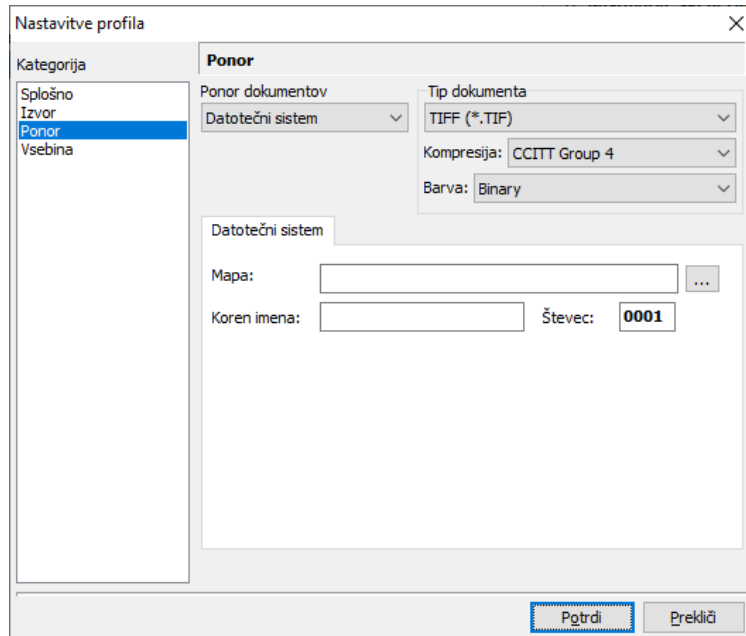 Nastavitve profila
Kategorija
Splošno
Izvor
Ponor
Vsebina
Ponor
Ponor dokumentov
Datotečni sistem
Tip dokumenta
TIFF (*.TIF)
Kompresija: CCITT Group 4
Barva: Binary
Datotečni sistem
Mapa:
...
Koren imena:
Števec: 0001
Potrdi
Prekliči